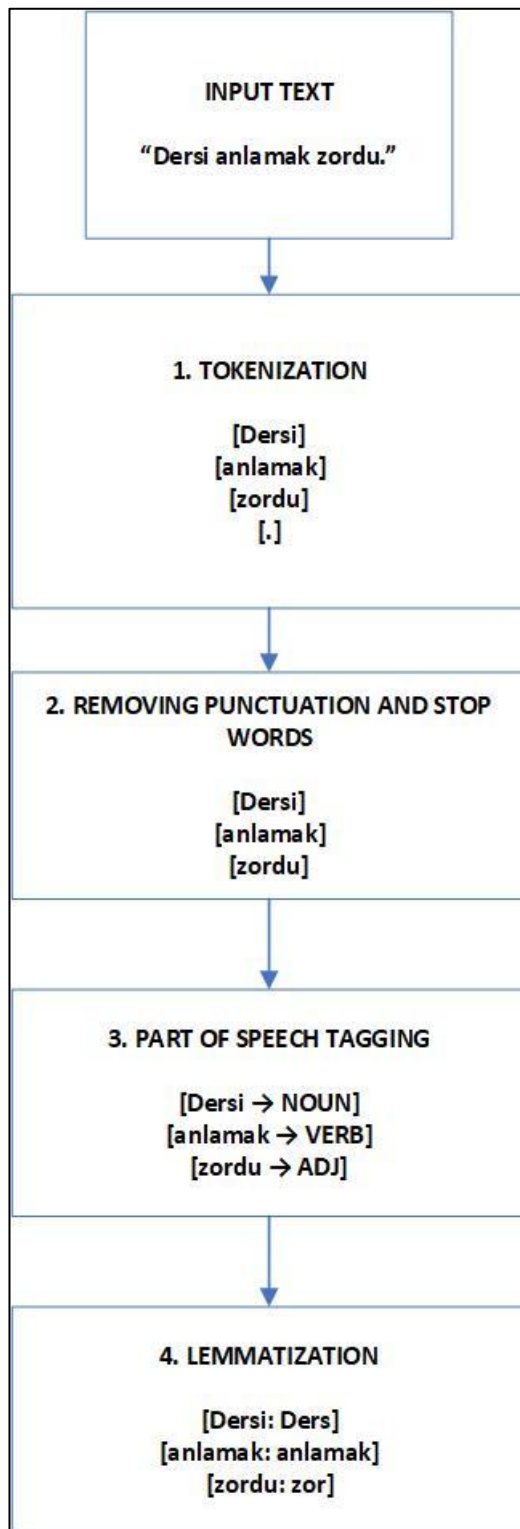 INPUT TEXT
“Dersi anlamak zordu.”
1. TOKENIZATION
[Dersi]
[anlamak]
[zordu]
[.]
2. REMOVING PUNCTUATION AND STOP
WORDS
[Dersi]
[anlamak]
[zordu]
3. PART OF SPEECH TAGGING
[Dersi → NOUN]
[anlamak → VERB]
[zordu → ADJ]
4. LEMMATIZATION
[Dersi: Ders]
[anlamak: anlamak]
[zordu: zor]